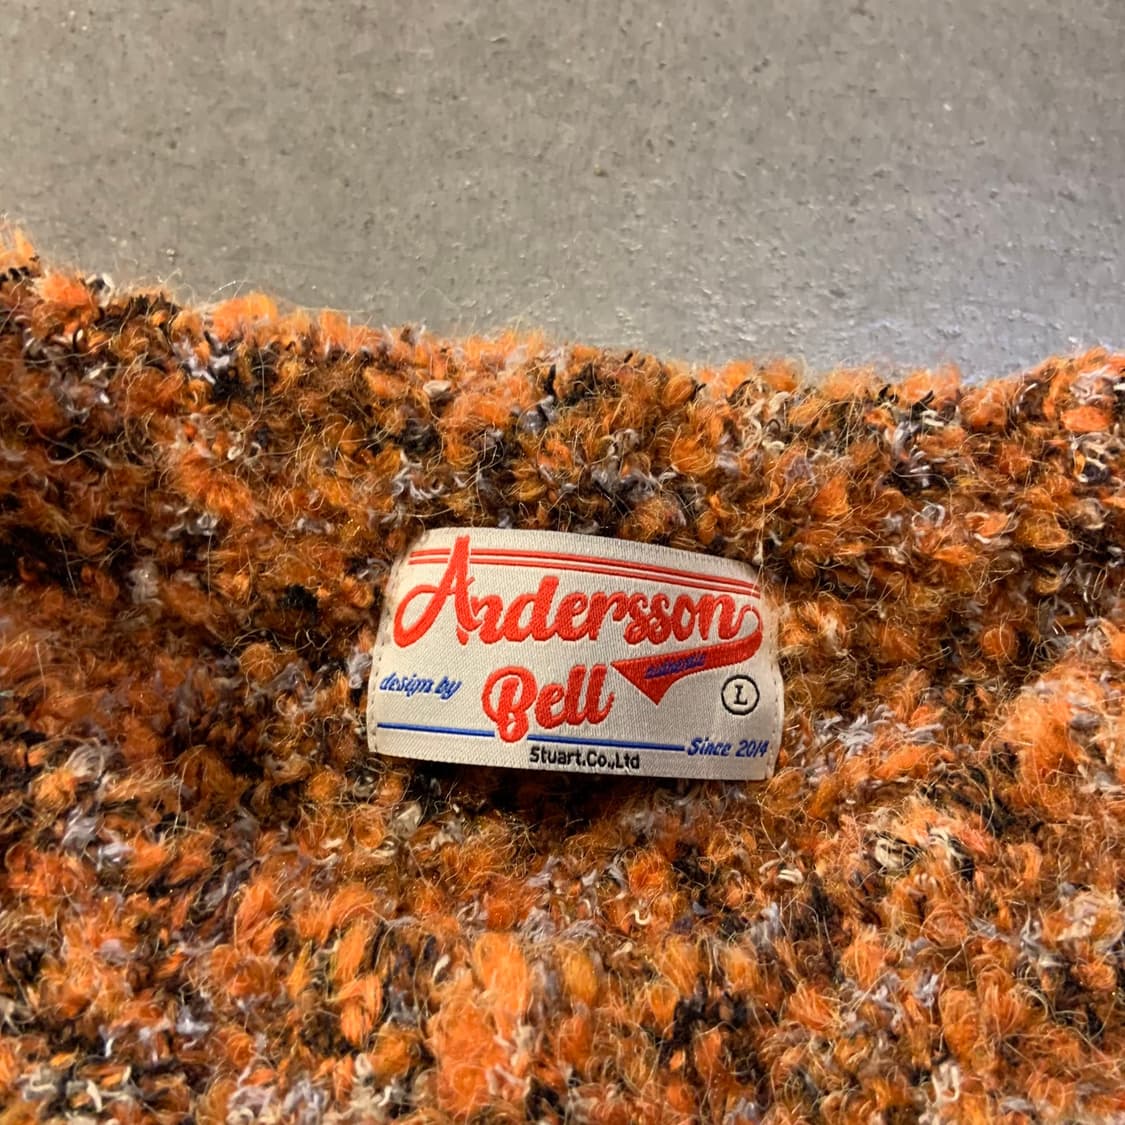 Andersson
design by Bell
L
Since 2014
Stuart.Co.,Ltd